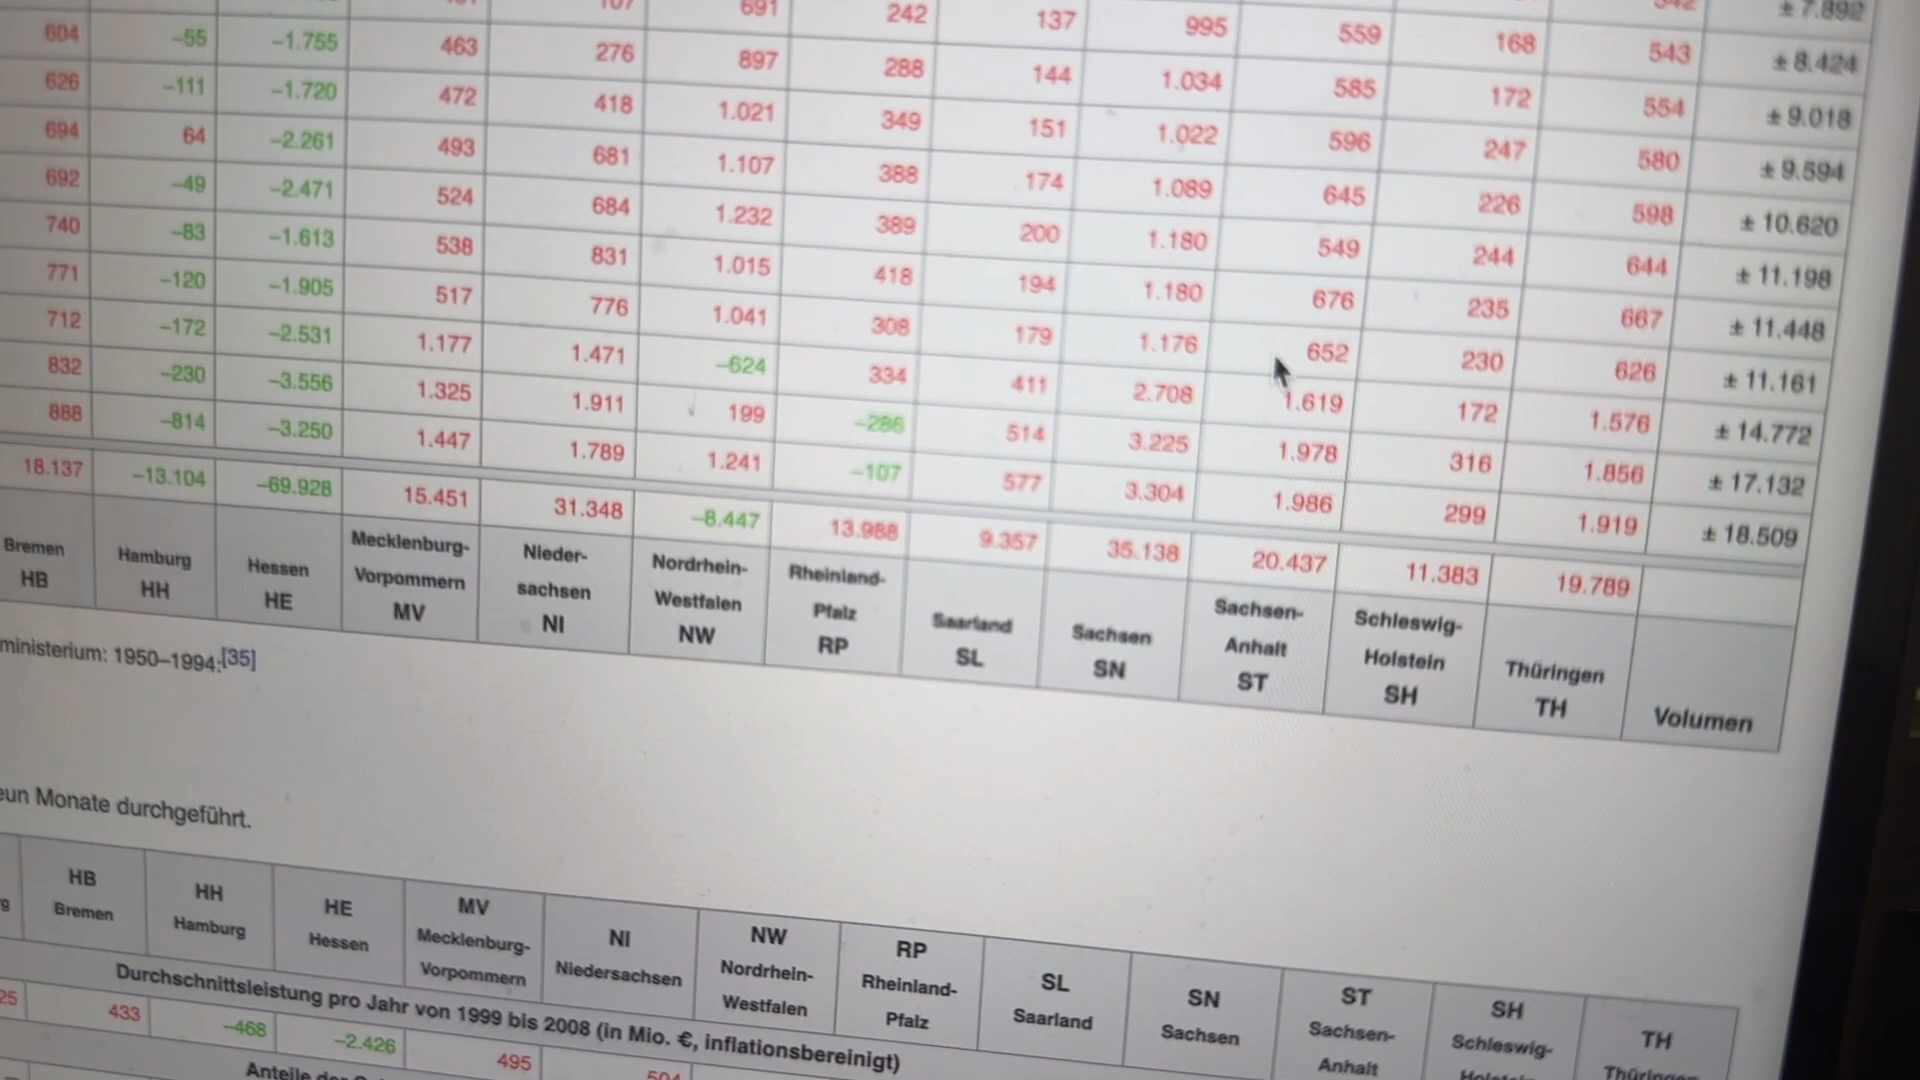 ± 7.892
691 242 137 995 559 168 543 ± 8.424
604 –55 –1.755 463 276 897 288 144 1.034 585 172 554 ± 9.018
626 –111 –1.720 472 418 1.021 349 151 1.022 596 247 580 ± 9.594
694 64 –2.261 493 681 1.107 388 174 1.089 645 226 598 ± 10.620
692 –49 –2.471 524 684 1.232 389 200 1.180 549 244 644 ± 11.198
740 –83 –1.613 538 831 1.015 418 194 1.180 676 235 667 ± 11.448
771 –120 –1.905 517 776 1.041 308 179 1.176 652 230 626 ± 11.161
712 –172 –2.531 1.177 1.471 –624 334 411 2.708 1.619 172 1.576 ± 14.772
832 –230 –3.556 1.325 1.911 199 –286 514 3.225 1.978 316 1.856 ± 17.132
888 –814 –3.250 1.447 1.789 1.241 –107 577 3.304 1.986 299 1.919 ± 18.509
18.137 –13.104 –69.928 15.451 31.348 –8.447 13.988 9.357 35.138 20.437 11.383 19.789
Bremen
HB
Hamburg
HH
Hessen
HE
Mecklenburg-
Vorpommern
MV
Nieder-
sachsen
NI
Nordrhein-
Westfalen
NW
Rheinland-
Pfalz
RP
Saarland
SL
Sachsen
SN
Sachsen-
Anhalt
ST
Schleswig-
Holstein
SH
Thüringen
TH
Volumen
ministerium: 1950–1994:[35]
eun Monate durchgeführt.
HB
Bremen
HH
Hamburg
HE
Hessen
MV
Mecklenburg-
Vorpommern
NI
Niedersachsen
NW
Nordrhein-
Westfalen
RP
Rheinland-
Pfalz
SL
Saarland
SN
Sachsen
ST
Sachsen-
Anhalt
SH
Schleswig-
Holstein
TH
Thüringen
Durchschnittsleistung pro Jahr von 1999 bis 2008 (in Mio. €, inflationsbereinigt)
25 433 –468 –2.426 495 504
Anteile